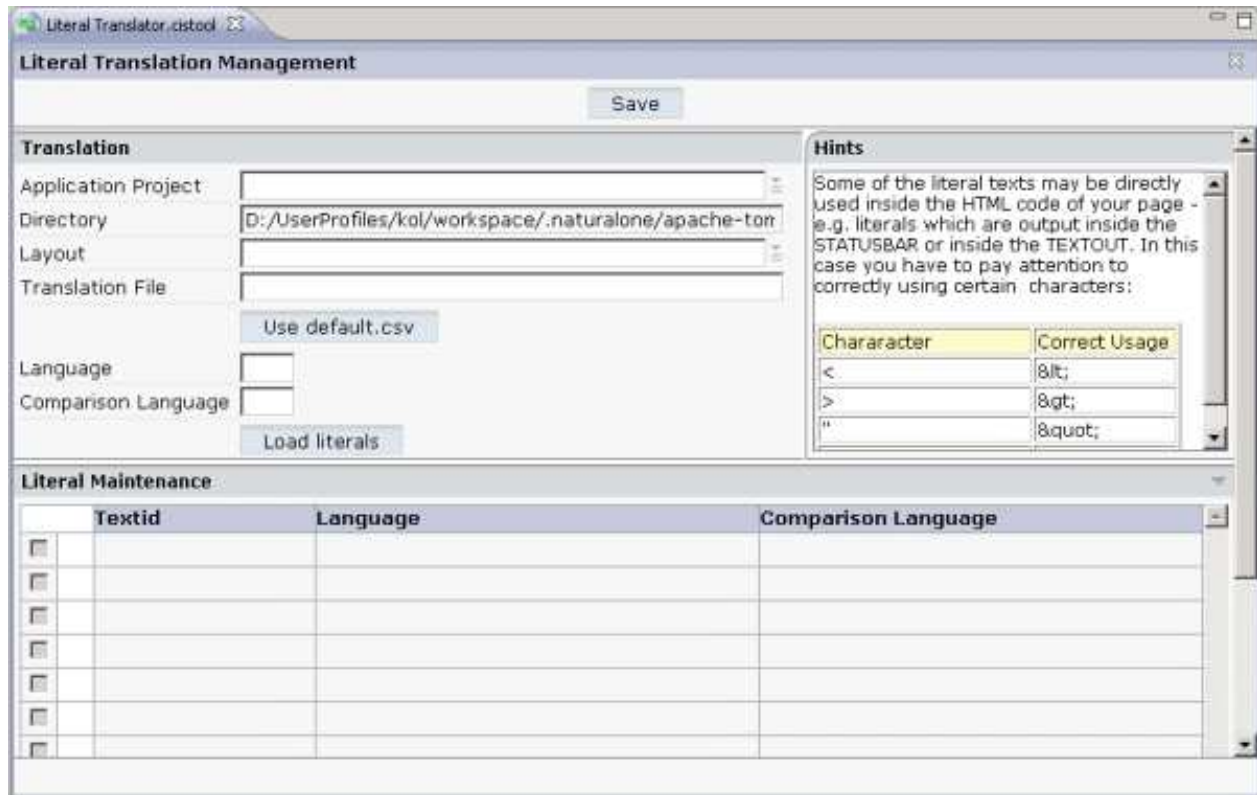 Literal Translator.cistool
Literal Translation Management
Save
Translation
Application Project
Directory D:/UserProfiles/kol/workspace/.naturalone/apache-tom
Layout
Translation File
Use default.csv
Language
Comparison Language
Load literals
Hints
Some of the literal texts may be directly
used inside the HTML code of your page -
e.g. literals which are output inside the
STATUSBAR or inside the TEXTOUT. In this
case you have to pay attention to
correctly using certain characters:
Chararacter Correct Usage
< &lt;
> &gt;
" &quot;
Literal Maintenance
Textid Language Comparison Language